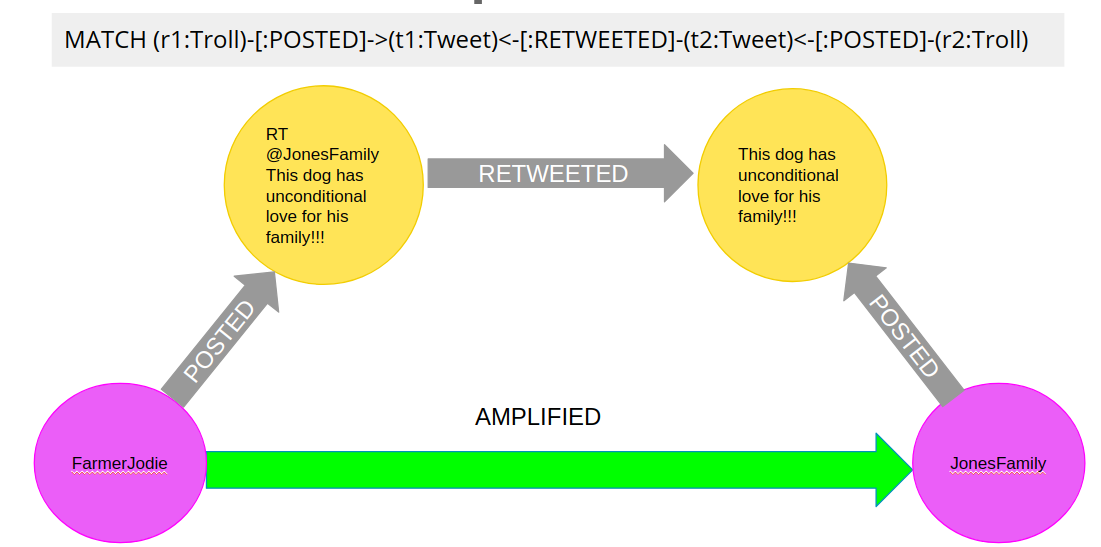 MATCH (r1:Troll)-[:POSTED]->(t1:Tweet)<-[:RETWEETED]-(t2:Tweet)<-[:POSTED]-(r2:Troll)
RT
@JonesFamily
This dog has
unconditional
love for his
family!!!
RETWEETED
This dog has
unconditional
love for his
family!!!
POSTED
POSTED
AMPLIFIED
FarmerJodie
JonesFamily